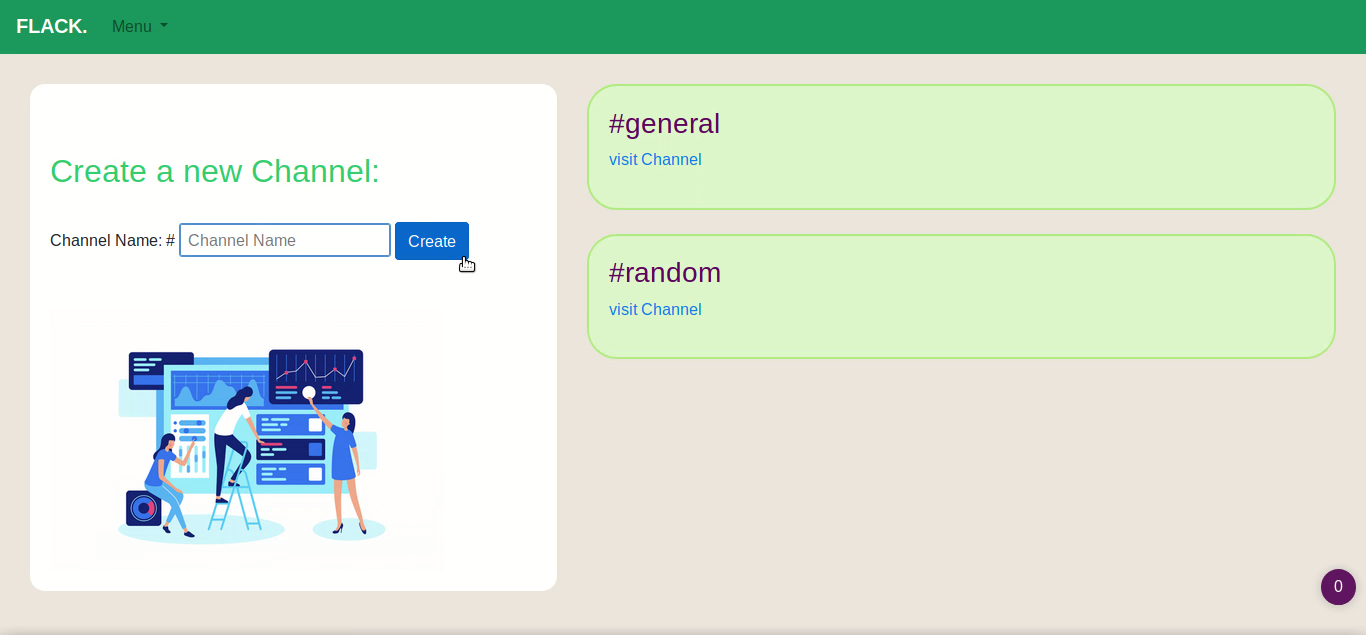 FLACK. Menu
Create a new Channel:
Channel Name: # Channel Name Create
#general
visit Channel
#random
visit Channel
0